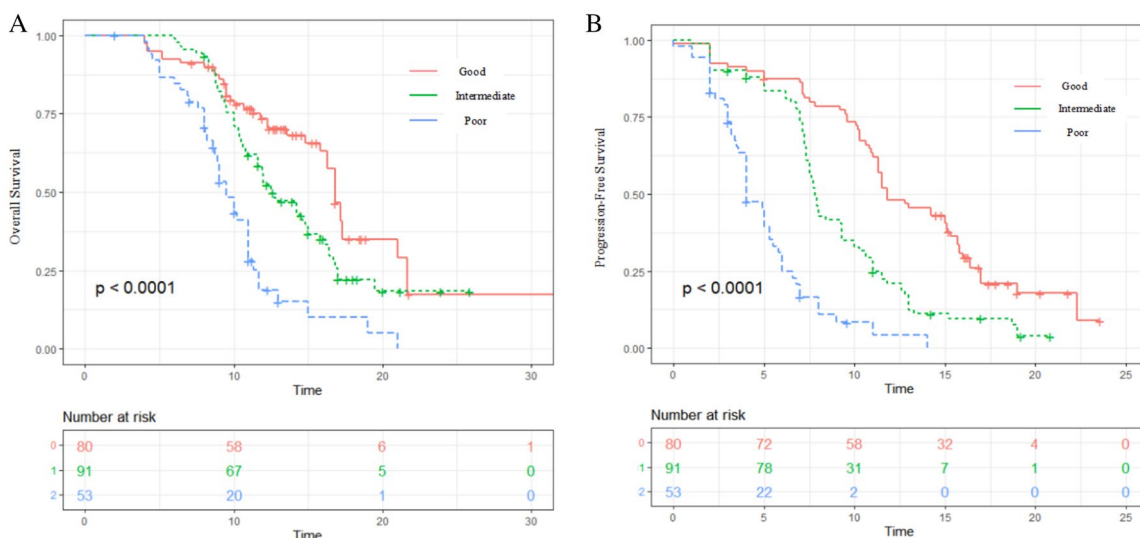 A
Overall Survival
1.00
0.75
0.50
0.25
0.00
Good
Intermediate
Poor
p < 0.0001
0 10 20 30
Time
Number at risk
0 80 58 6 1
1 91 67 5 0
2 53 20 1 0
0 10 20 30
Time
B
Progression-Free Survival
1.00
0.75
0.50
0.25
0.00
Good
Intermediate
Poor
p < 0.0001
0 5 10 15 20 25
Time
Number at risk
0 80 72 58 32 4 0
1 91 78 31 7 1 0
2 53 22 2 0 0 0
0 5 10 15 20 25
Time